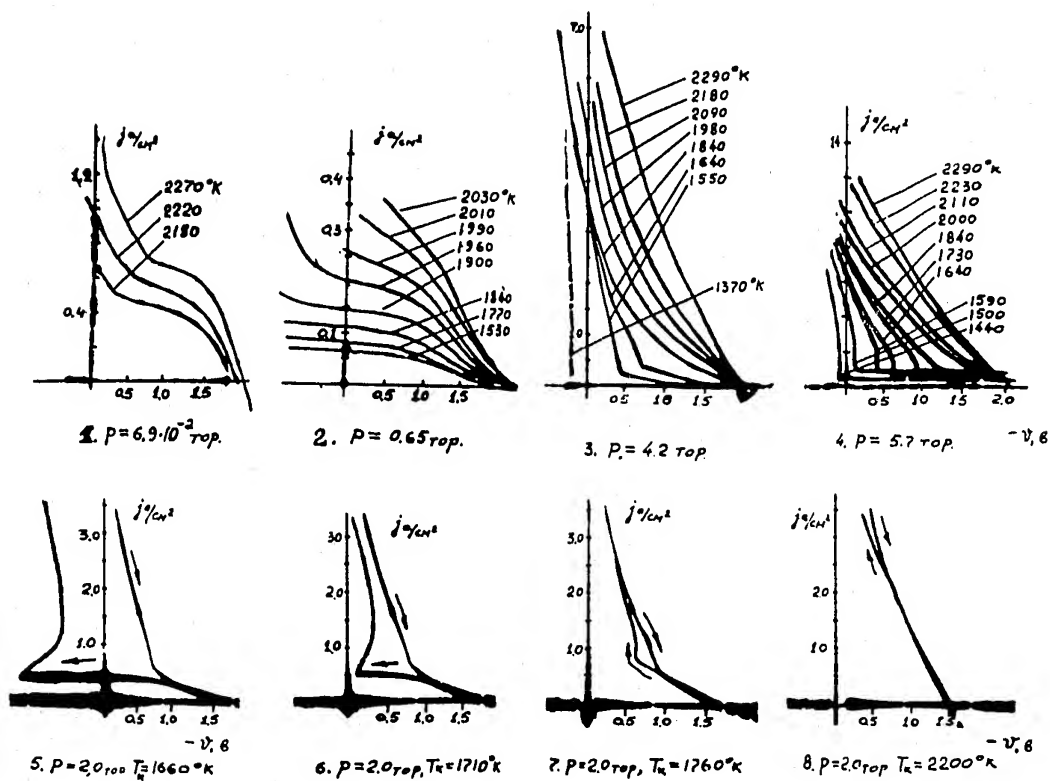 j a/см²
1,2
0.4
2270°К
2220
2180
0.5 1.0 1.5
1. P = 6,9·10⁻² тор.
j a/см²
0.4
0.3
0.1
2030°К
2010
1990
1960
1900
1840
1770
1530
0.5 1.0 1.5 2.0
2. P = 0.65 тор.
7.0
2290°К
2180
2090
1980
1840
1640
1550
1370°К
0.5 1.0 1.5
3. P. = 4.2 тор.
j a/см²
14
2290°К
2230
2110
2000
1840
1730
1640
1590
1500
1440
0.5 1.0 1.5 2.0
4. P = 5.7 тор.
- V, в
j a/см²
3.0
2.0
1.0
0.5 1.0 1.5
- V, в
5. P = 2,0 тор Tк = 1660°К
j a/см²
3.0
2.0
1.0
0.5 1.0 1.5
6. P = 2.0 тор, Tк = 1710°К
j a/см²
3.0
2.0
1.0
0.5 1.0 1.5
7. P = 2.0 тор, Tк = 1760°К
j a/см²
3.0
2.0
1.0
0.5 1.0 1.5
- V, в
8. P = 2.0 тор Tк = 2200°К